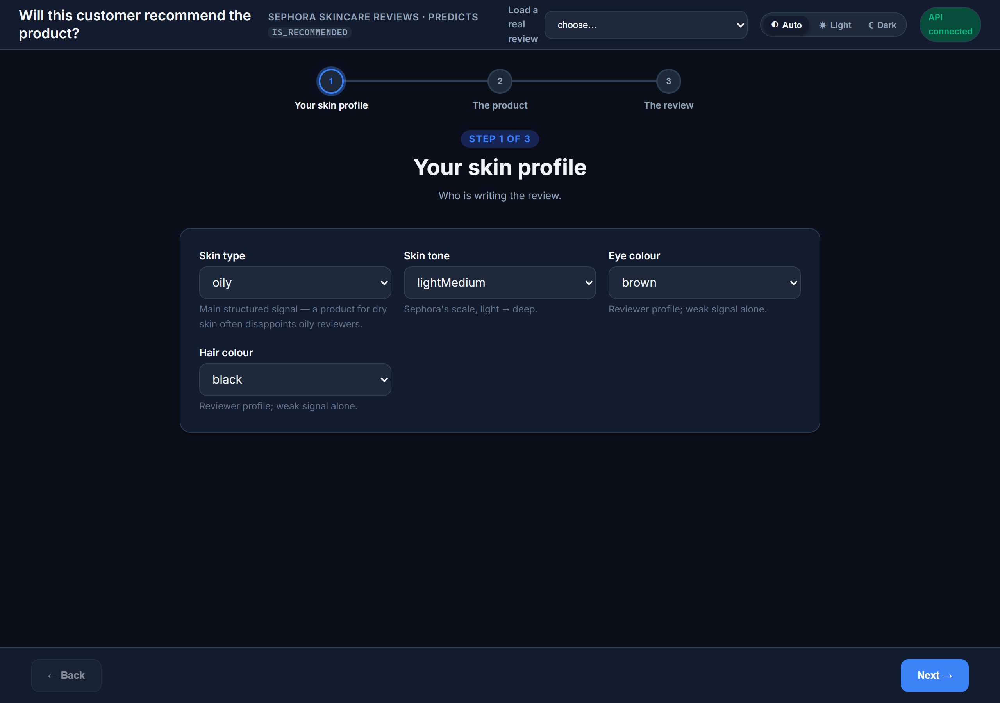 Will this customer recommend the
product?
SEPHORA SKINCARE REVIEWS · PREDICTS
IS_RECOMMENDED
Load a
real
review
choose...
Auto
Light
Dark
API
connected
1
2
3
Your skin profile
The product
The review
STEP 1 OF 3
Your skin profile
Who is writing the review.
Skin type
oily
Main structured signal — a product for dry
skin often disappoints oily reviewers.
Skin tone
lightMedium
Sephora's scale, light → deep.
Eye colour
brown
Reviewer profile; weak signal alone.
Hair colour
black
Reviewer profile; weak signal alone.
← Back
Next →